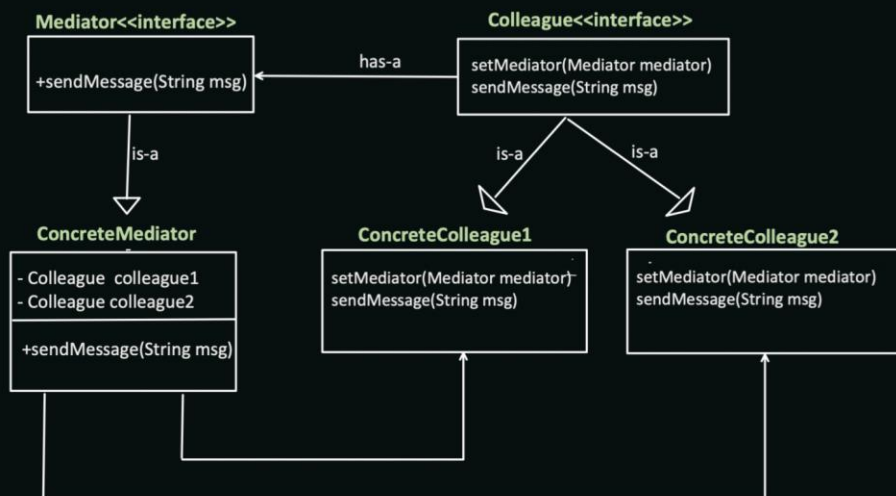 Mediator<<interface>>
Colleague<<interface>>
+sendMessage(String msg)
has-a
setMediator(Mediator mediator)
sendMessage(String msg)
is-a
is-a
is-a
ConcreteMediator
ConcreteColleague1
ConcreteColleague2
- Colleague colleague1
- Colleague colleague2
+sendMessage(String msg)
setMediator(Mediator mediator)
sendMessage(String msg)
setMediator(Mediator mediator)
sendMessage(String msg)